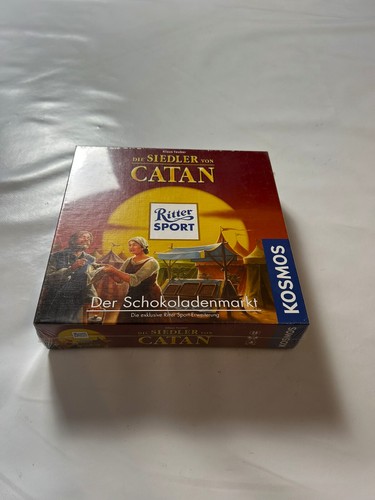 Klaus Teuber
DIE SIEDLER VON
CATAN
Ritter
SPORT
Der Schokoladenmarkt
Die exklusive Ritter Sport-Erweiterung
KOSMOS
DIE SIEDLER VON
CATAN
KOSMOS